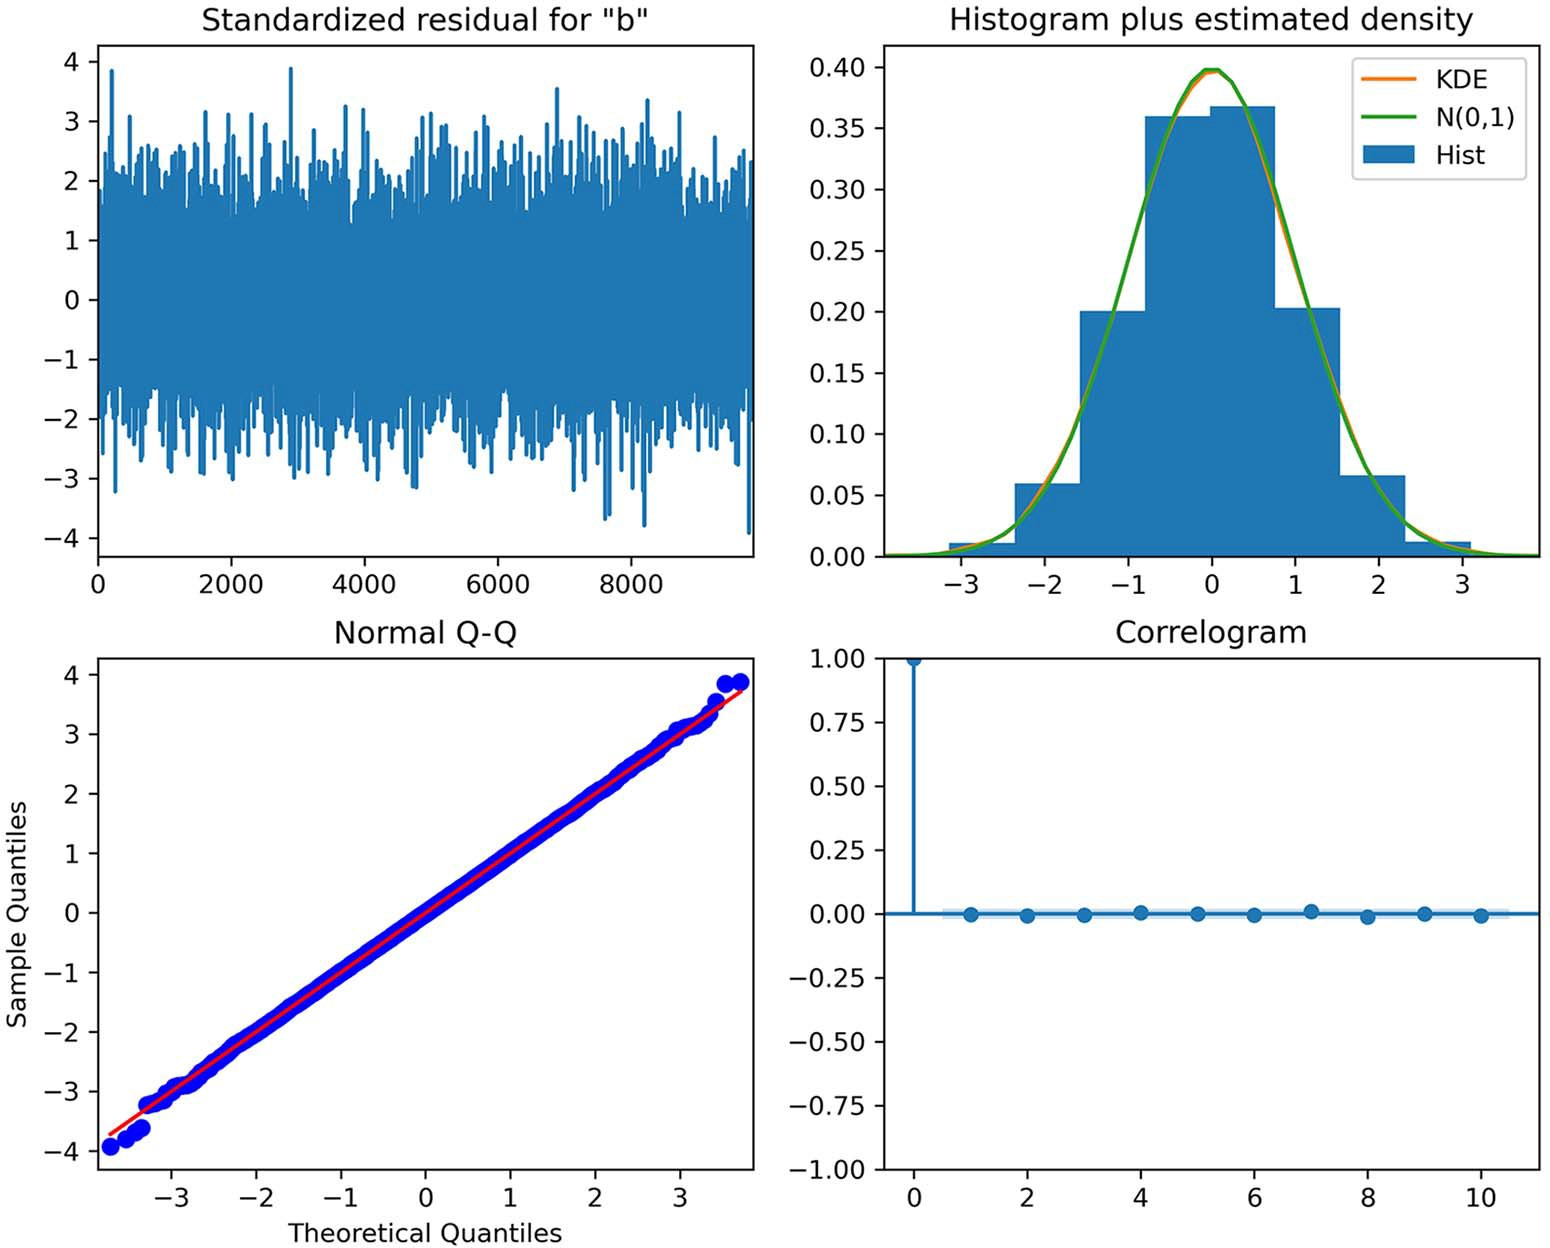 Standardized residual for "b"
4
3
2
1
0
−1
−2
−3
−4
0 2000 4000 6000 8000
Histogram plus estimated density
0.40
0.35
0.30
0.25
0.20
0.15
0.10
0.05
0.00
−3 −2 −1 0 1 2 3
KDE
N(0,1)
Hist
Normal Q-Q
Sample Quantiles
4
3
2
1
0
−1
−2
−3
−4
−3 −2 −1 0 1 2 3
Theoretical Quantiles
Correlogram
1.00
0.75
0.50
0.25
0.00
−0.25
−0.50
−0.75
−1.00
0 2 4 6 8 10